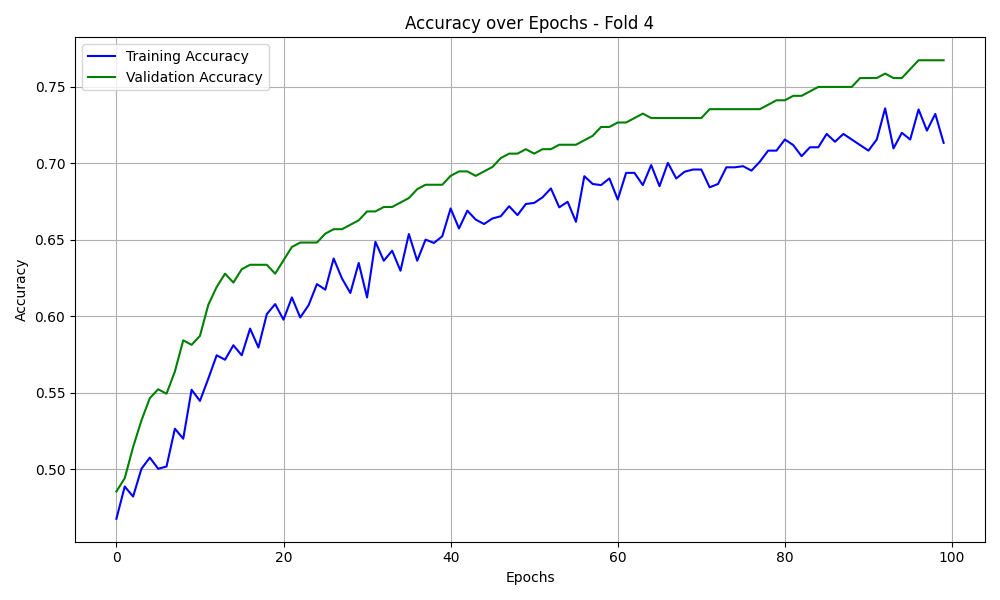 Accuracy over Epochs - Fold 4
Training Accuracy
Validation Accuracy
Accuracy
0.75
0.70
0.65
0.60
0.55
0.50
0 20 40 60 80 100
Epochs